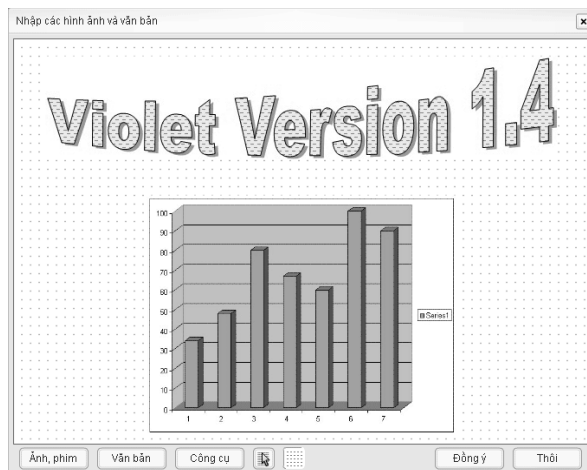 Nhập các hình ảnh và văn bản
Violet Version 1.4
100
90
80
70
60
50
40
30
20
10
0
1 2 3 4 5 6 7
Series1
Ảnh, phim Văn bản Công cụ Đồng ý Thôi